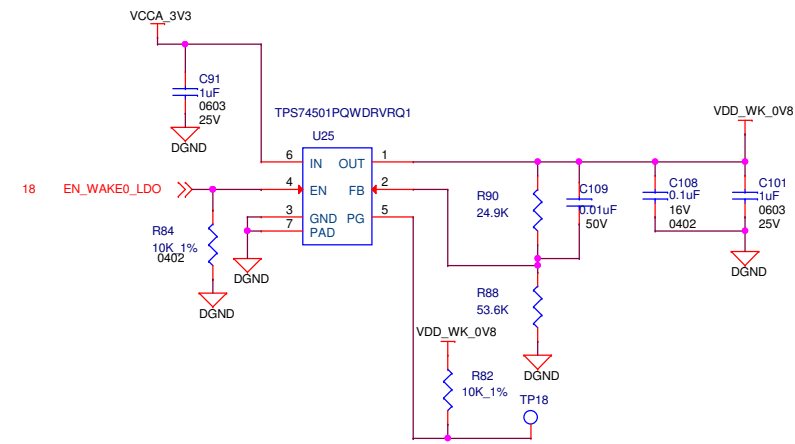 VCCA_3V3
C91
1uF
0603
25V
DGND
TPS74501PQWDRVRQ1
U25
6 IN OUT 1
4 EN FB 2
3 GND PG 5
7 PAD
18 EN_WAKE0_LDO
R84
10K_1%
0402
DGND
DGND
VDD_WK_0V8
R90
24.9K
C109
0.01uF
50V
C108
0.1uF
16V
0402
C101
1uF
0603
25V
DGND
R88
53.6K
DGND
VDD_WK_0V8
R82
10K_1%
TP18